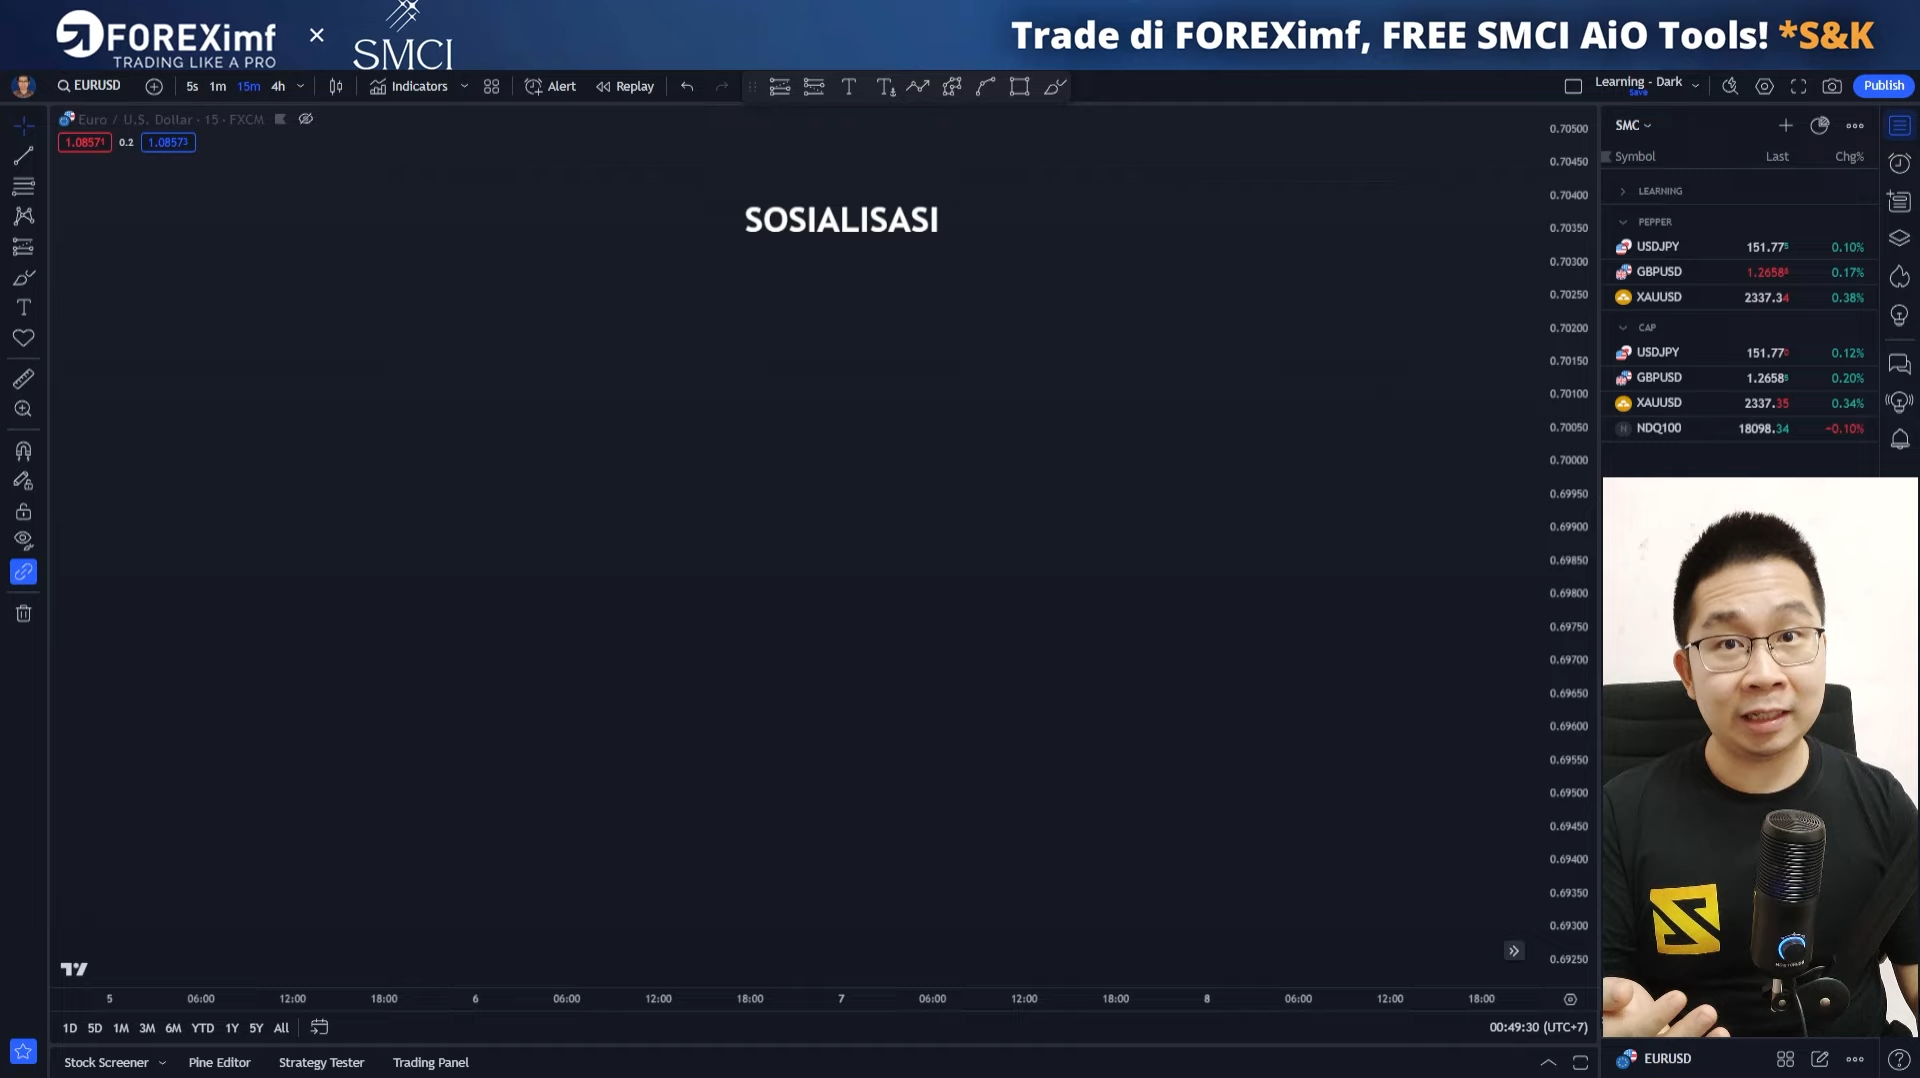 FOREXimf
TRADING LIKE A PRO
×
SMCI
Trade di FOREXimf, FREE SMCI AiO Tools! *S&K
EURUSD
5s 1m 15m 4h
Indicators
Alert
Replay
Learning - Dark
Save
Publish
Euro / U.S. Dollar · 15 · FXCM
1.08571 0.2 1.08573
SOSIALISASI
0.70500
0.70450
0.70400
0.70350
0.70300
0.70250
0.70200
0.70150
0.70100
0.70050
0.70000
0.69950
0.69900
0.69850
0.69800
0.69750
0.69700
0.69650
0.69600
0.69550
0.69500
0.69450
0.69400
0.69350
0.69300
0.69250
SMC
Symbol Last Chg%
LEARNING
PEPPER
USDJPY 151.775 0.10%
GBPUSD 1.26588 0.17%
XAUUSD 2337.34 0.38%
CAP
USDJPY 151.770 0.12%
GBPUSD 1.26585 0.20%
XAUUSD 2337.35 0.34%
NDQ100 18098.34 −0.10%
5 06:00 12:00 18:00 6 06:00 12:00 18:00 7 06:00 12:00 18:00 8 06:00 12:00 18:00
1D 5D 1M 3M 6M YTD 1Y 5Y All
00:49:30 (UTC+7)
Stock Screener Pine Editor Strategy Tester Trading Panel
EURUSD